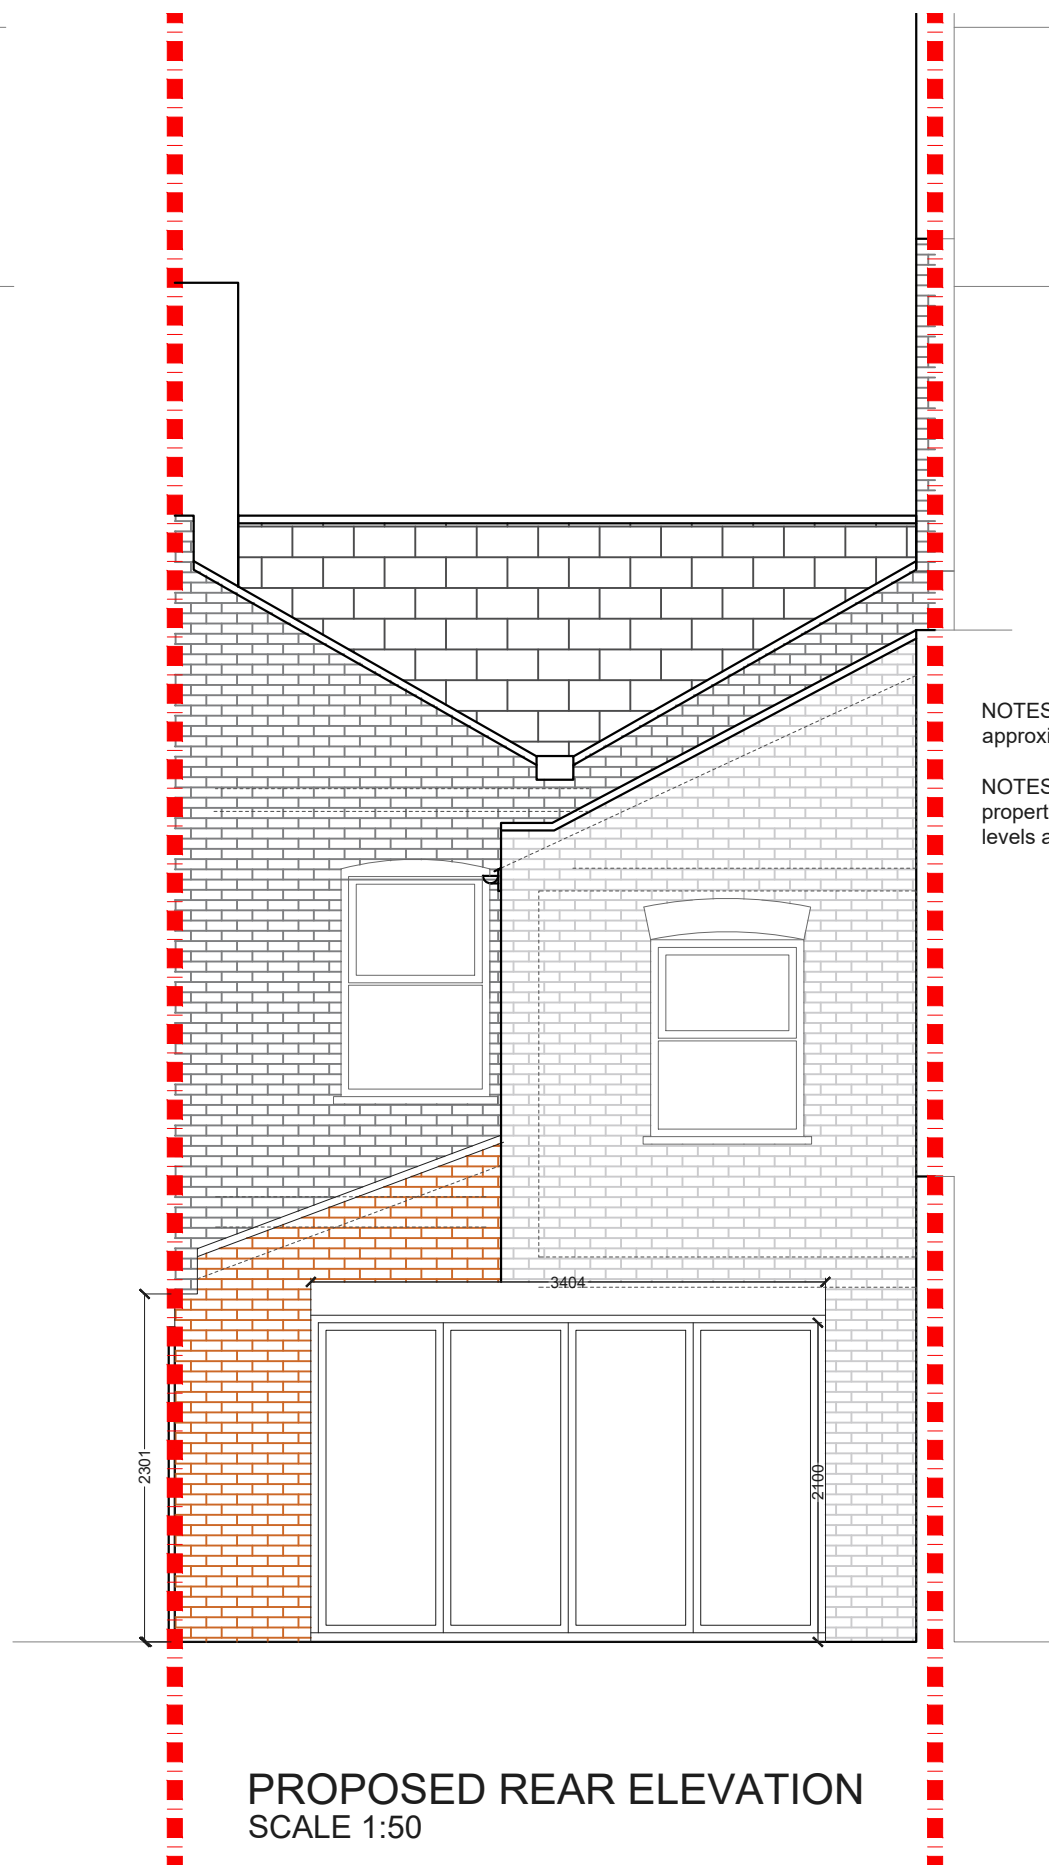 NOTES
approxi
NOTES
propert
levels a
3404
2301
2100
PROPOSED REAR ELEVATION
SCALE 1:50